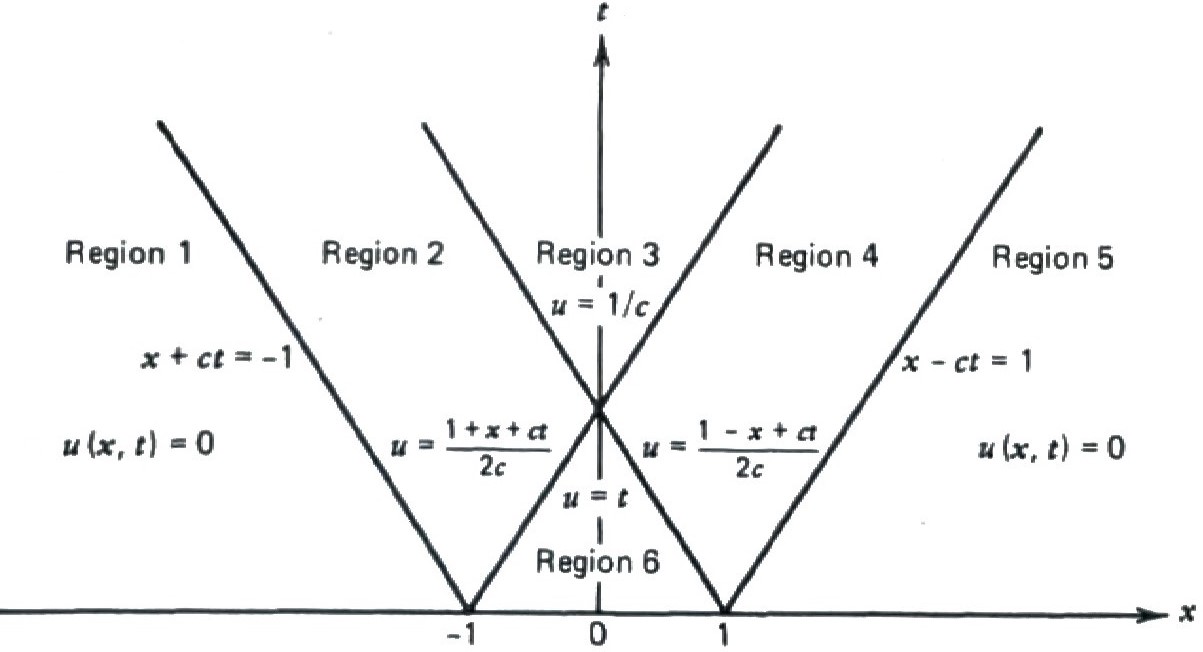 t
Region 1
Region 2
Region 3
Region 4
Region 5
u = 1/c
x + ct = -1
x - ct = 1
u (x, t) = 0
u = 1 + x + ct / 2c
u = 1 - x + ct / 2c
u (x, t) = 0
u = t
Region 6
-1
0
1
x